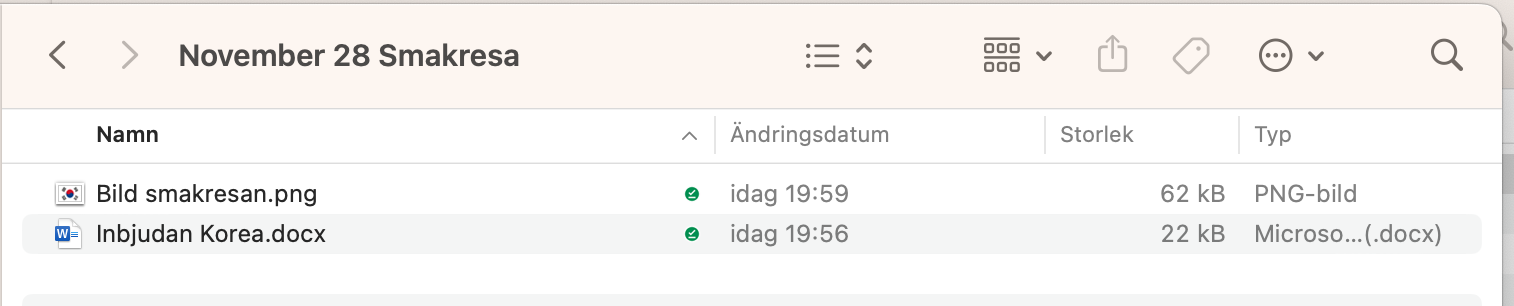 November 28 Smakresa
Namn Ändringsdatum Storlek Typ
Bild smakresan.png idag 19:59 62 kB PNG-bild
Inbjudan Korea.docx idag 19:56 22 kB Microso...(.docx)